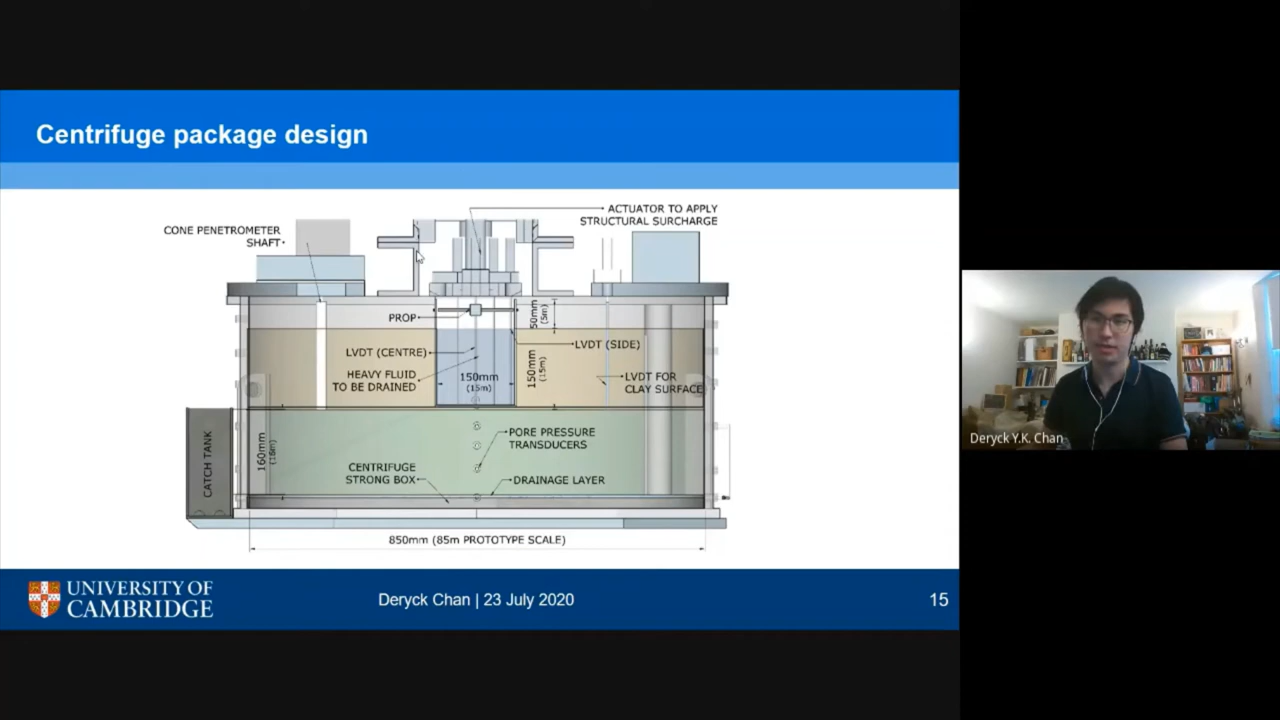 Centrifuge package design
ACTUATOR TO APPLY
STRUCTURAL SURCHARGE
CONE PENETROMETER
SHAFT
PROP
50mm
(5m)
LVDT (CENTRE)
LVDT (SIDE)
HEAVY FLUID
TO BE DRAINED
150mm
(15m)
150mm
(15m)
LVDT FOR
CLAY SURFACE
CATCH TANK
160mm
(16m)
PORE PRESSURE
TRANSDUCERS
CENTRIFUGE
STRONG BOX
DRAINAGE LAYER
850mm (85m PROTOTYPE SCALE)
UNIVERSITY OF
CAMBRIDGE
Deryck Chan | 23 July 2020
15
Deryck Y.K. Chan